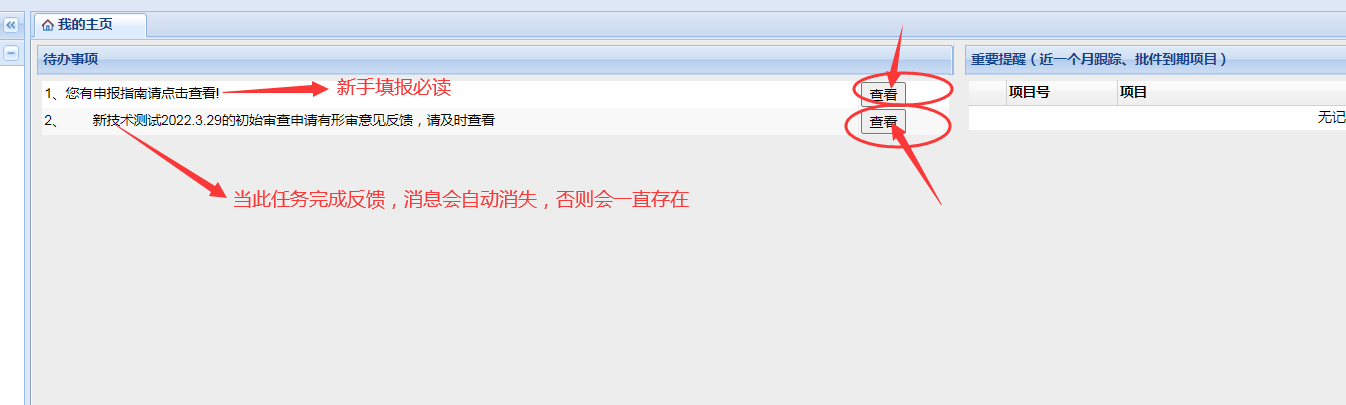 我的主页
待办事项
重要提醒（近一个月跟踪、批件到期项目）
1、您有申报指南请点击查看!
新手填报必读
查看
项目号
项目
2、 新技术测试2022.3.29的初始审查申请有形审意见反馈，请及时查看
查看
无记
当此任务完成反馈，消息会自动消失，否则会一直存在